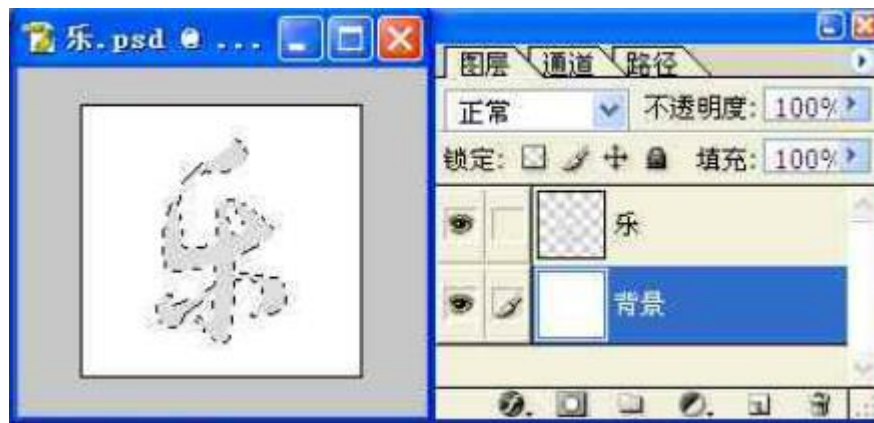 乐.psd @ ...
乐
图层 通道 路径
正常 不透明度: 100%
锁定: 填充: 100%
乐
背景